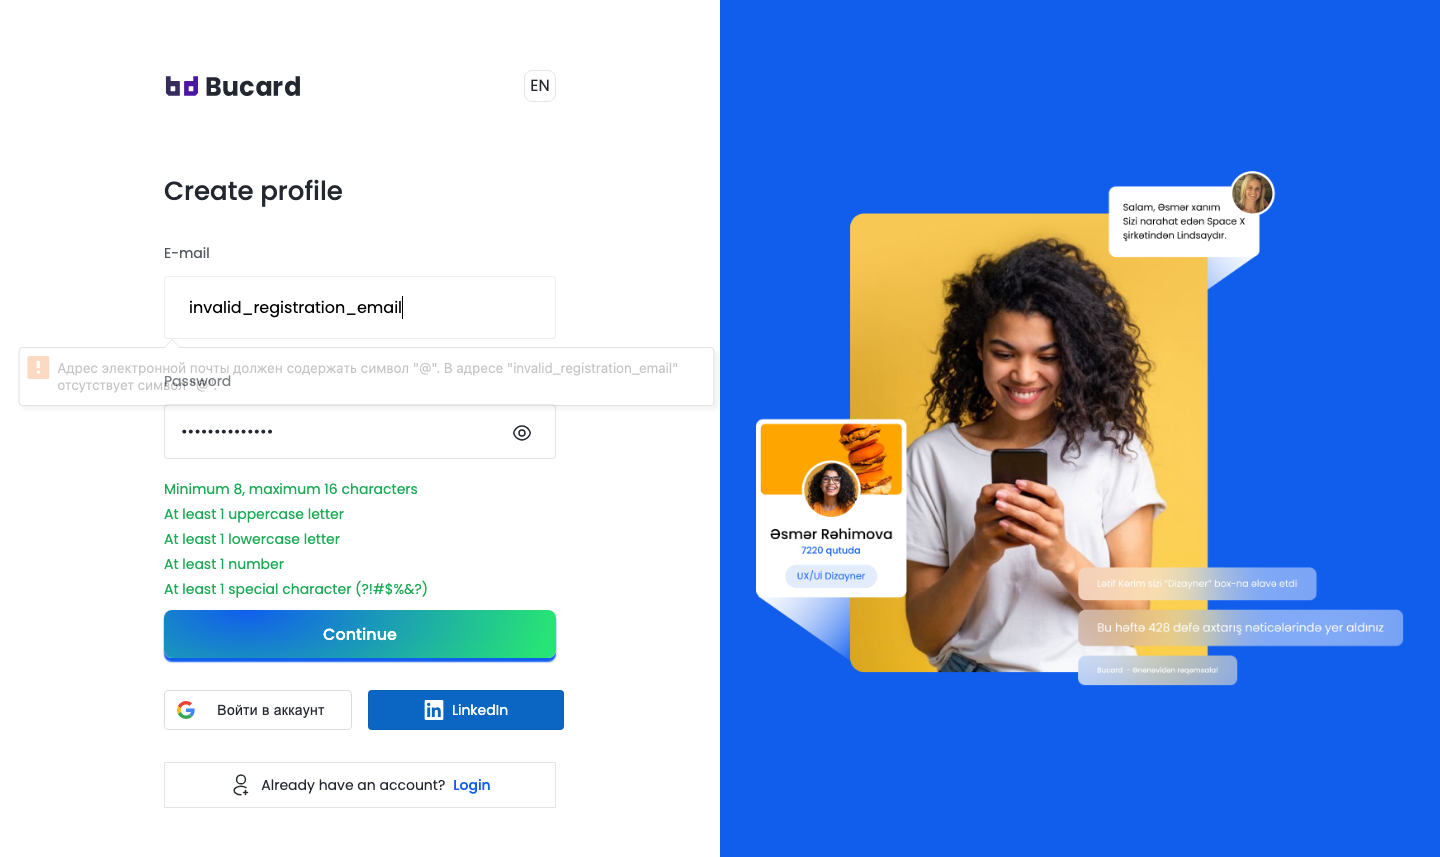 bd Bucard
EN
Create profile
E-mail
invalid_registration_email
Адрес электронной почты должен содержать символ "@". В адресе "invalid_registration_email"
отсутствует символ "@".
Password
••••••••••••••
Minimum 8, maximum 16 characters
At least 1 uppercase letter
At least 1 lowercase letter
At least 1 number
At least 1 special character (?!#$%&?)
Continue
Войти в аккаунт
LinkedIn
Already have an account? Login
Salam, Əsmər xanım
Sizi narahat edən Space X
şirkətindən Lindsaydır.
Əsmər Rəhimova
7220 qutuda
UX/Uİ Dizayner
Lətif Kərim sizi "Dizayner" box-na əlavə etdi
Bu həftə 428 dəfə axtarış nəticələrində yer aldınız
Bucard - Ənənəvidən rəqəmsala!